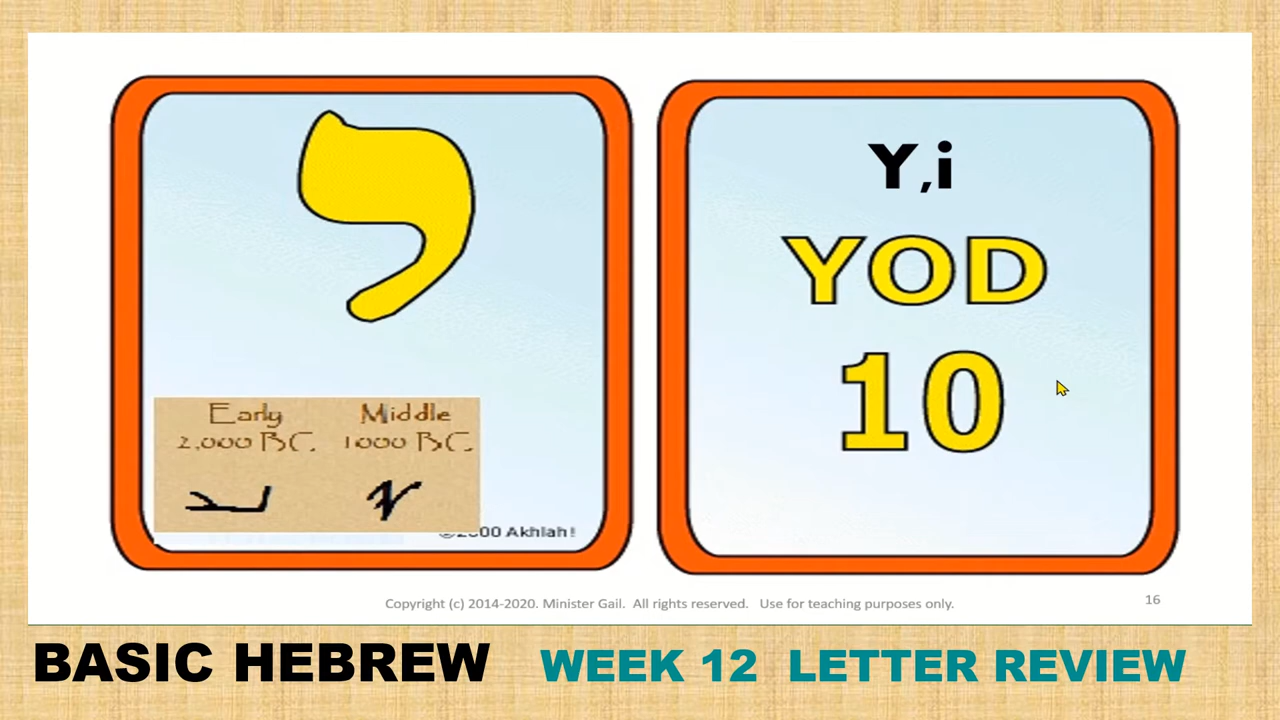 י
Early Middle
2,000 B.C. 1000 B.C.
Akhlah!
Y,i
YOD
10
Copyright (c) 2014-2020. Minister Gail. All rights reserved. Use for teaching purposes only.
16
BASIC HEBREW WEEK 12 LETTER REVIEW